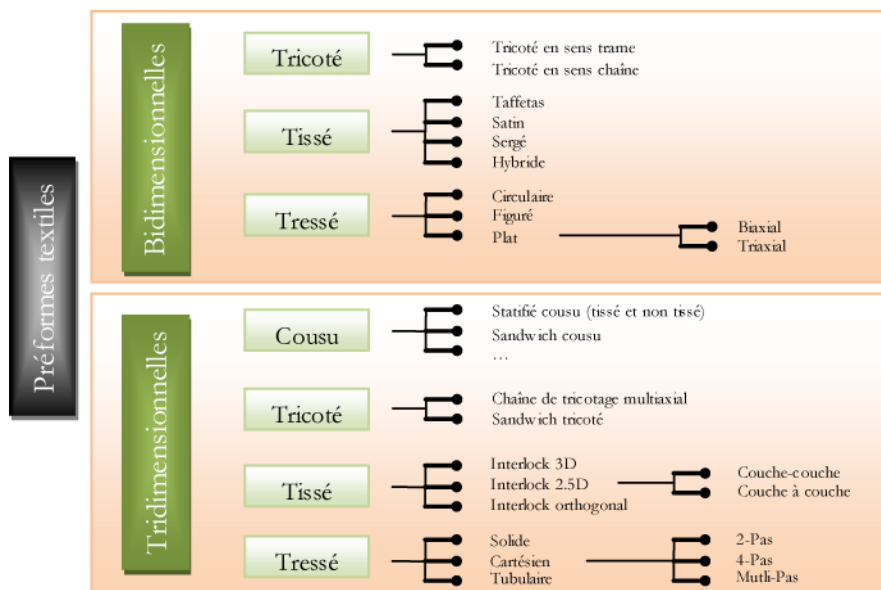 Préformes textiles
Bidimensionnelles
Tricoté
Tricoté en sens trame
Tricoté en sens chaîne
Tissé
Taffetas
Satin
Sergé
Hybride
Tressé
Circulaire
Figuré
Plat
Biaxial
Triaxial
Tridimensionnelles
Cousu
Statifié cousu (tissé et non tissé)
Sandwich cousu
…
Tricoté
Chaîne de tricotage multiaxial
Sandwich tricoté
Tissé
Interlock 3D
Interlock 2.5D
Interlock orthogonal
Couche-couche
Couche à couche
Tressé
Solide
Cartésien
Tubulaire
2-Pas
4-Pas
Mutli-Pas